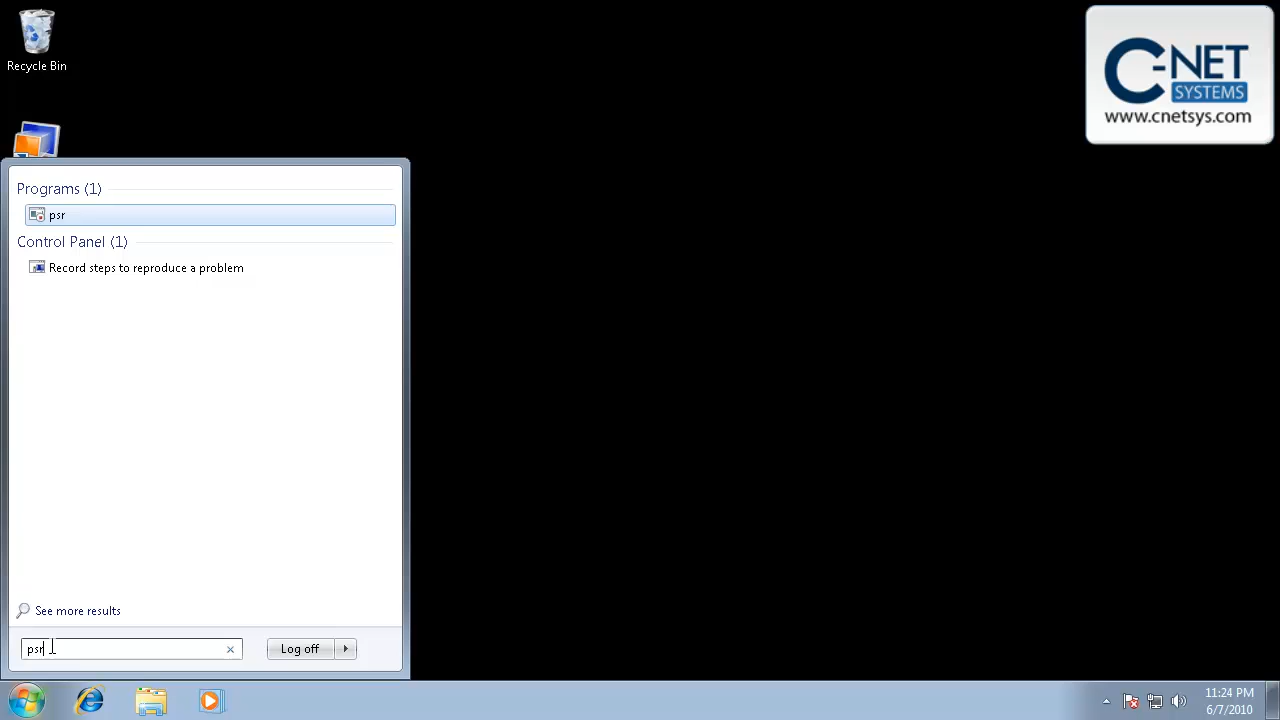 Recycle Bin
C-NET
SYSTEMS
www.cnetsys.com
Programs (1)
psr
Control Panel (1)
Record steps to reproduce a problem
See more results
psr
Log off
11:24 PM
6/7/2010